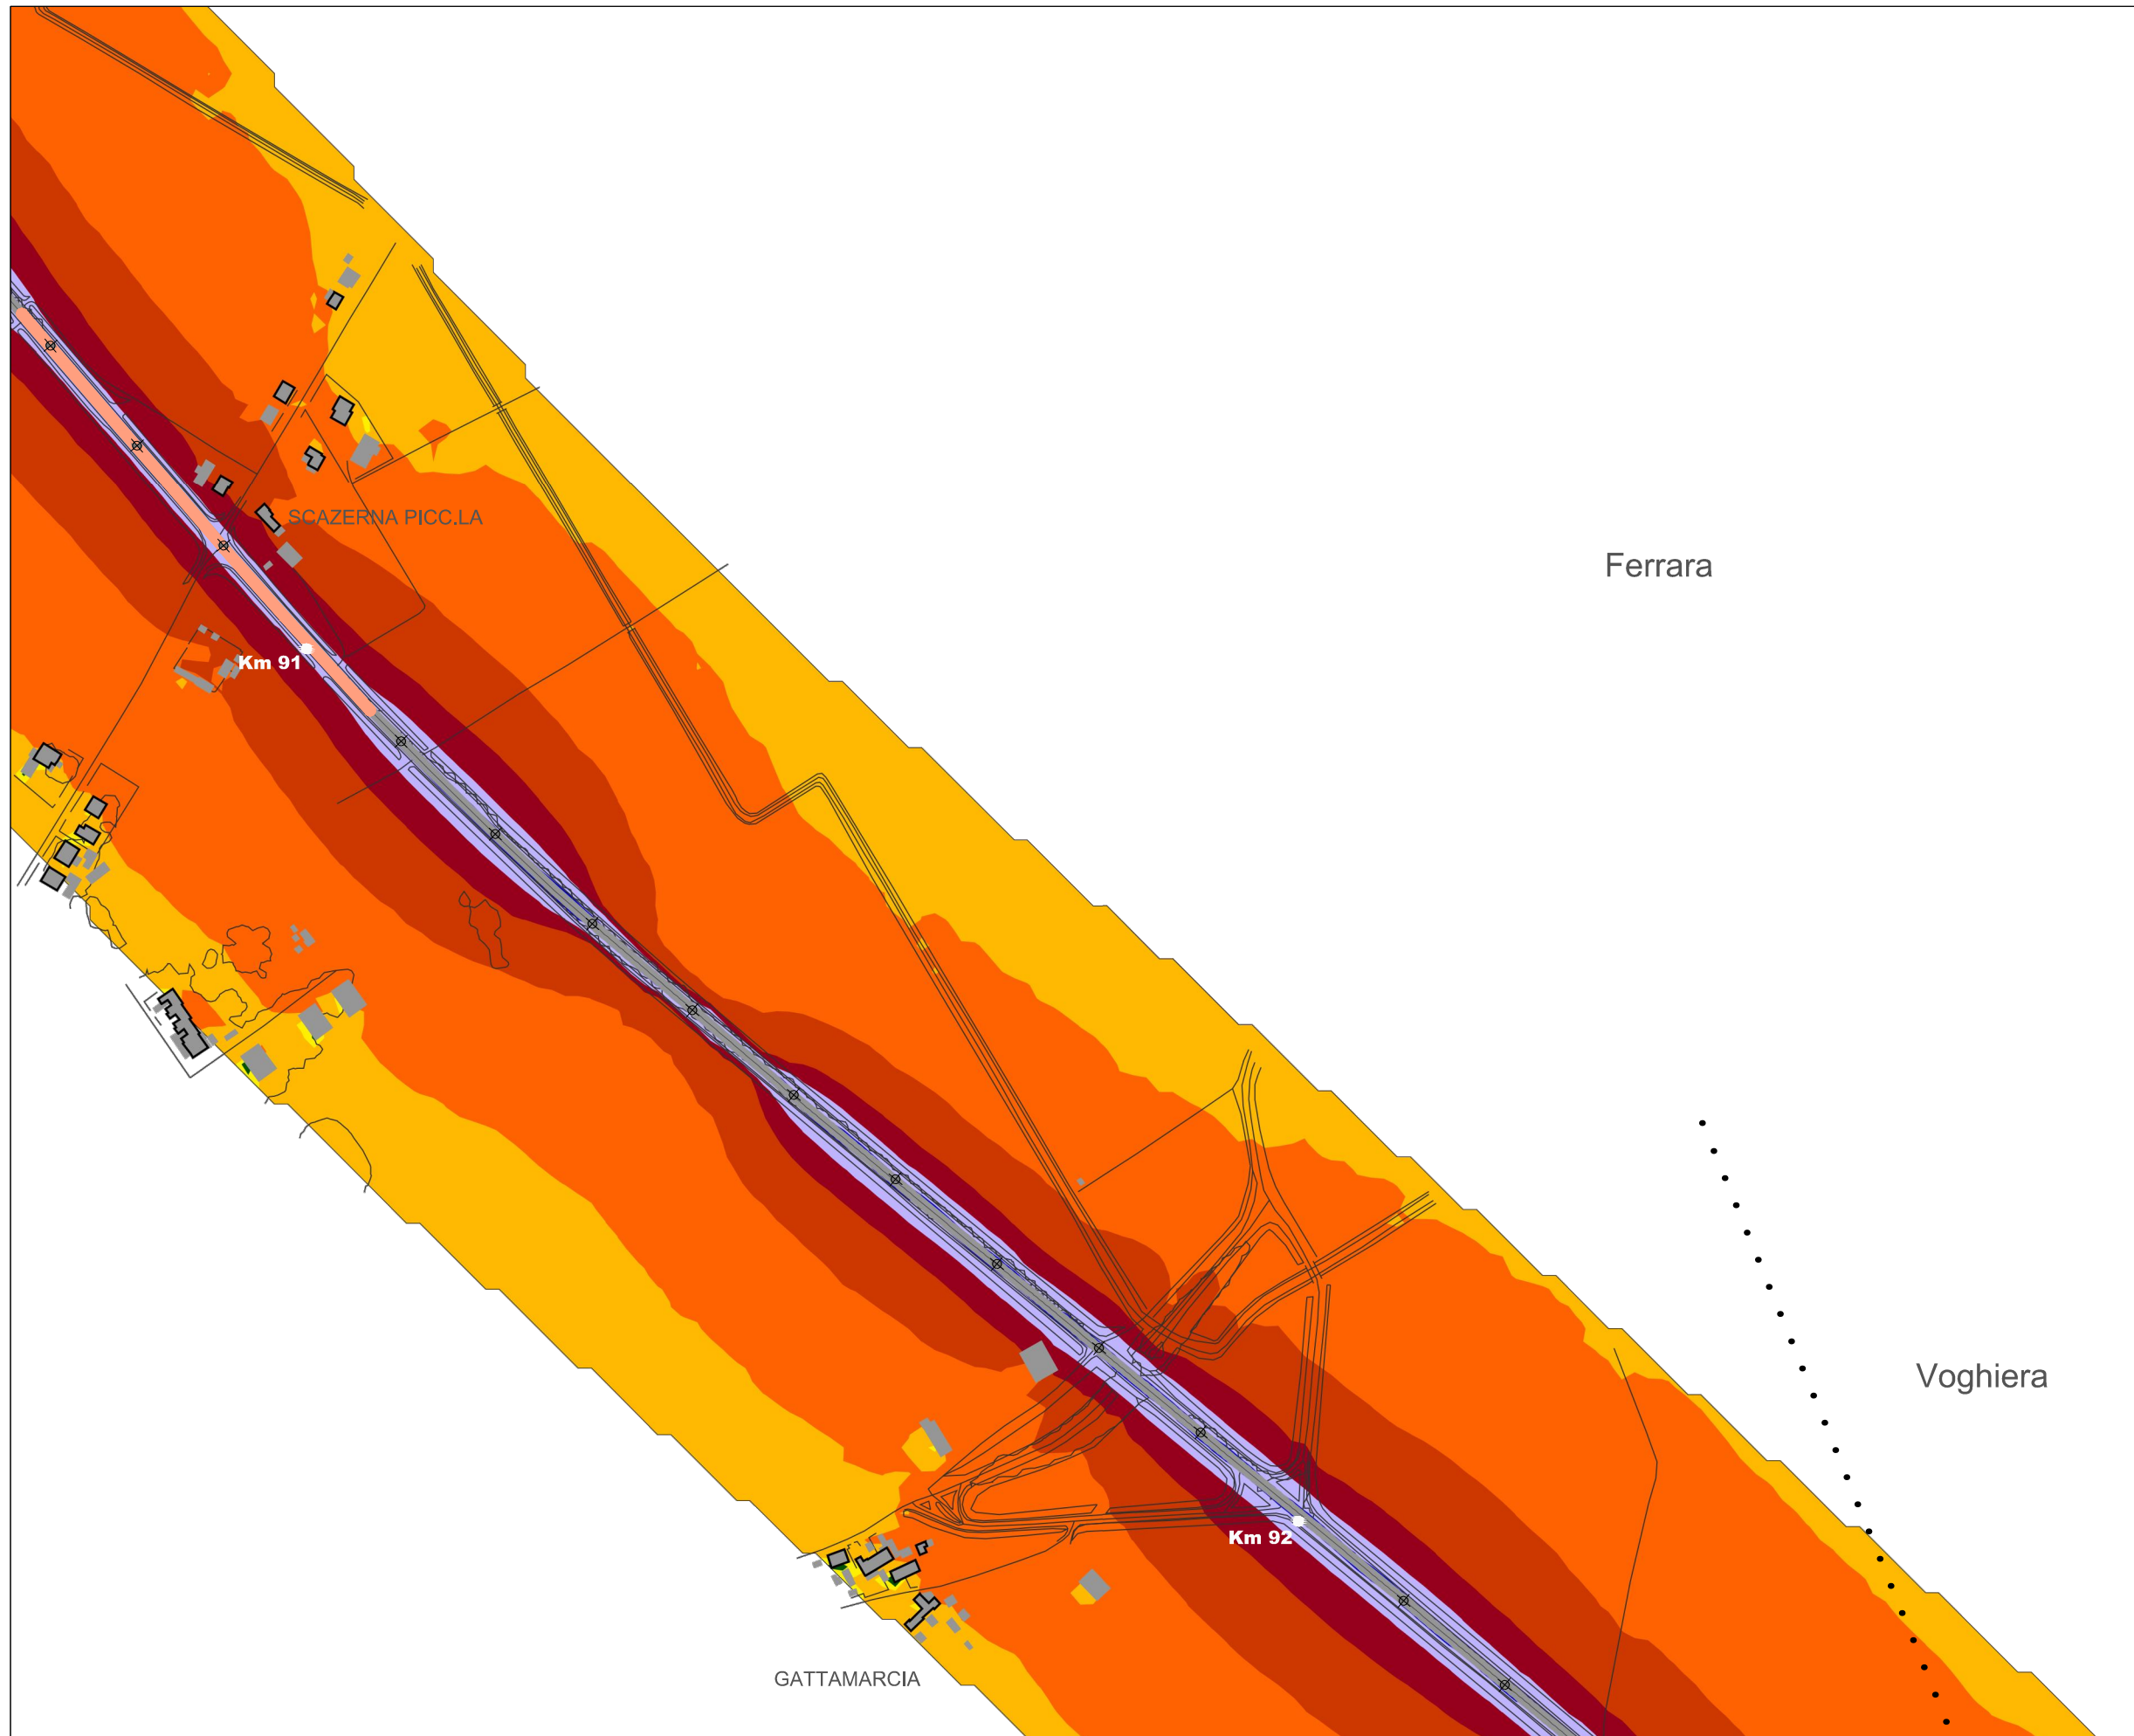 SCAZERNA PICC.LA
Ferrara
Km 91
Voghiera
Km 92
GATTAMARCIA